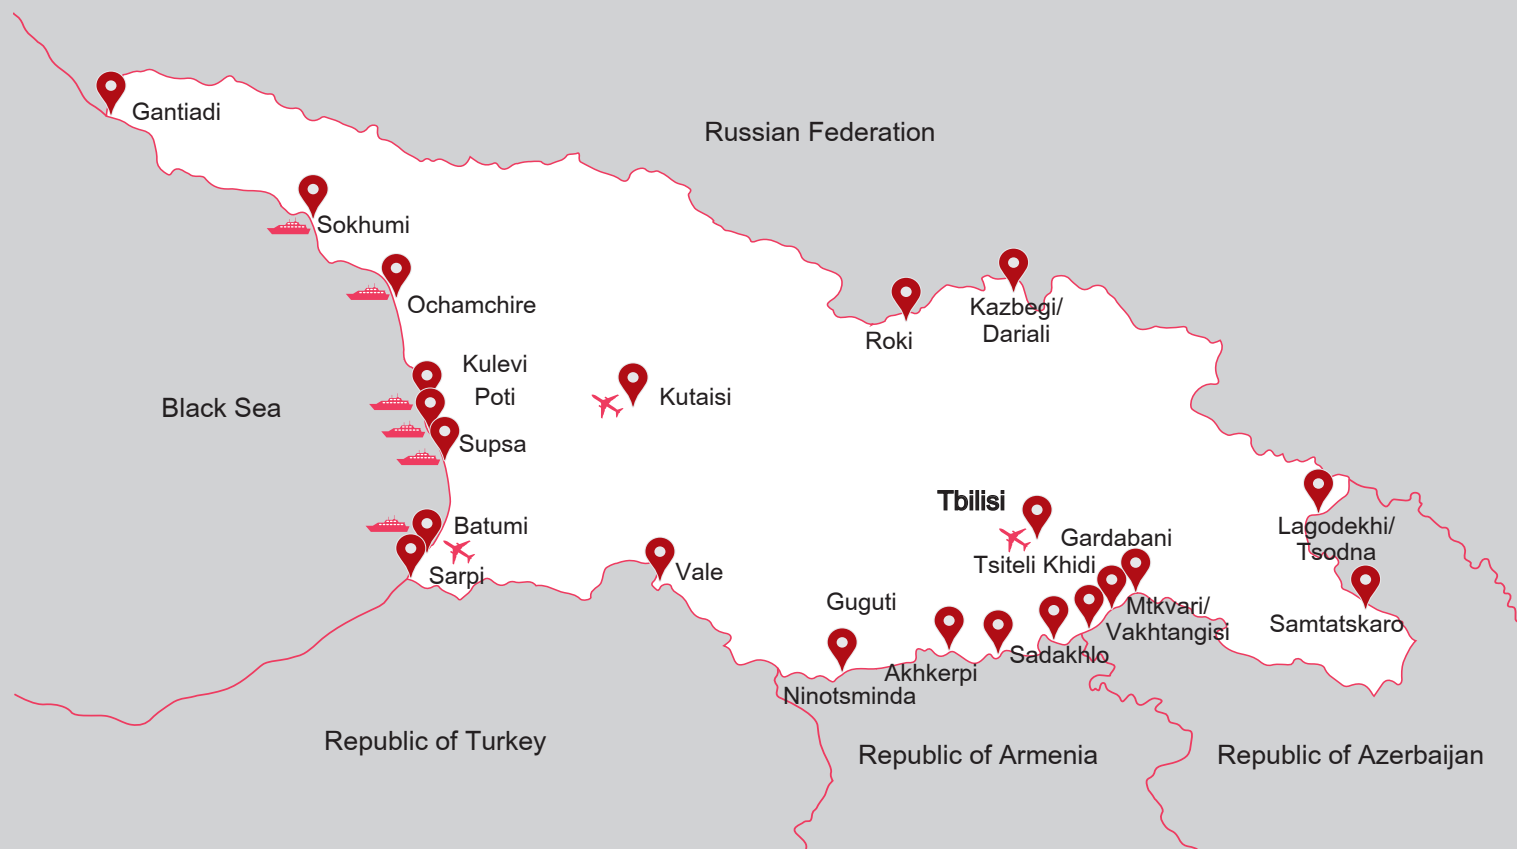 Gantiadi
Russian Federation
Sokhumi
Ochamchire
Kazbegi/
Dariali
Roki
Kulevi
Poti
Kutaisi
Black Sea
Supsa
Tbilisi
Batumi
Lagodekhi/
Tsodna
Gardabani
Tsiteli Khidi
Sarpi
Vale
Guguti
Mtkvari/
Vakhtangisi
Samtatskaro
Sadakhlo
Akhkerpi
Ninotsminda
Republic of Turkey
Republic of Armenia
Republic of Azerbaijan